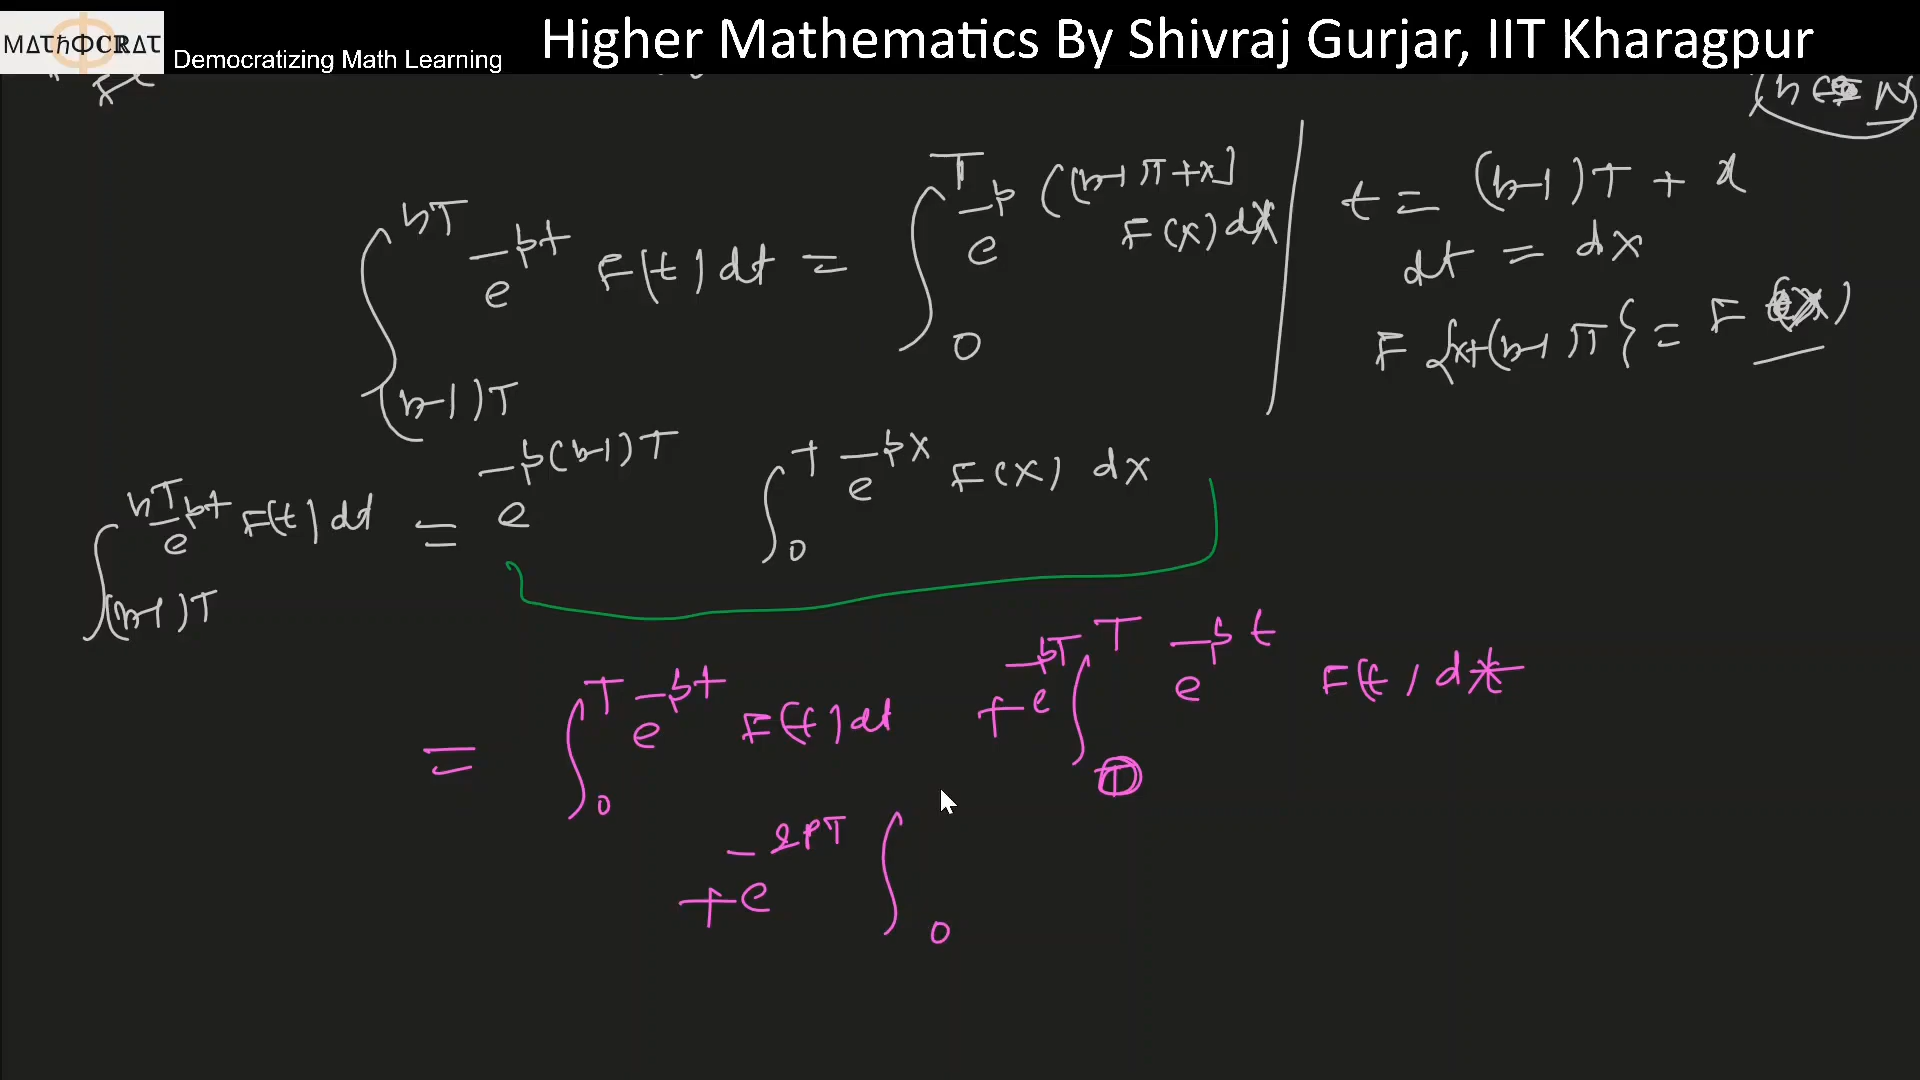 MΔTħΦCRΔT
Democratizing Math Learning
Higher Mathematics By Shivraj Gurjar, IIT Kharagpur
∫_{(n-1)T}^{nT} e^{-pt} F(t) dt = ∫_0^T e^{-p((n-1)T+x)} F(x) dx
t = (n-1)T + x
dt = dx
F{x+(n-1)T} = F(x)
∫_{(n-1)T}^{nT} e^{-pt} F(t) dt = e^{-p(n-1)T} ∫_0^T e^{-px} F(x) dx
= ∫_0^T e^{-pt} F(t) dt + e^{-pT} ∫_0^T e^{-pt} F(t) dt
+ e^{-2PT} ∫_0